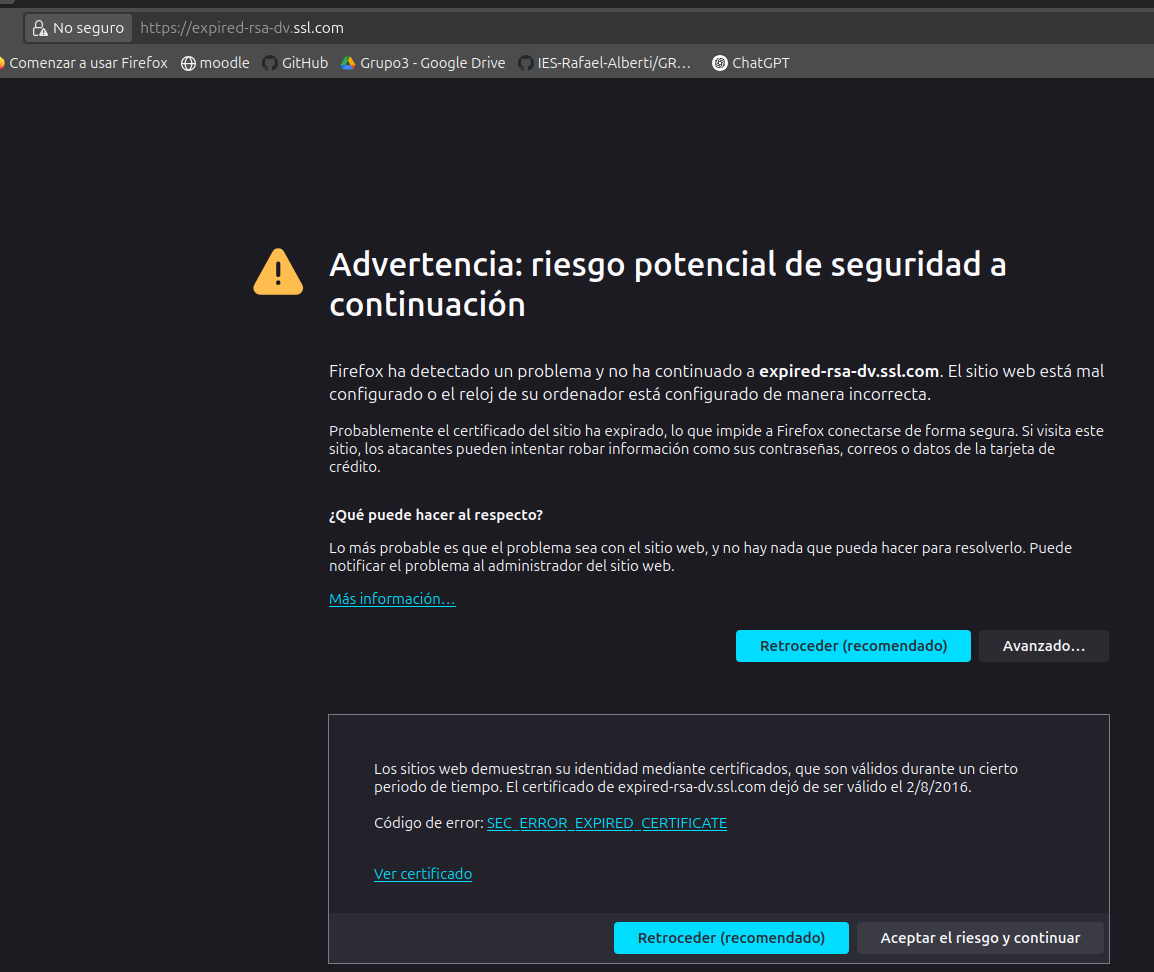 No seguro https://expired-rsa-dv.ssl.com
Comenzar a usar Firefox moodle GitHub Grupo3 - Google Drive IES-Rafael-Alberti/GR… ChatGPT
Advertencia: riesgo potencial de seguridad a
continuación
Firefox ha detectado un problema y no ha continuado a expired-rsa-dv.ssl.com. El sitio web está mal
configurado o el reloj de su ordenador está configurado de manera incorrecta.
Probablemente el certificado del sitio ha expirado, lo que impide a Firefox conectarse de forma segura. Si visita este
sitio, los atacantes pueden intentar robar información como sus contraseñas, correos o datos de la tarjeta de
crédito.
¿Qué puede hacer al respecto?
Lo más probable es que el problema sea con el sitio web, y no hay nada que pueda hacer para resolverlo. Puede
notificar el problema al administrador del sitio web.
Más información…
Retroceder (recomendado) Avanzado…
Los sitios web demuestran su identidad mediante certificados, que son válidos durante un cierto
periodo de tiempo. El certificado de expired-rsa-dv.ssl.com dejó de ser válido el 2/8/2016.
Código de error: SEC_ERROR_EXPIRED_CERTIFICATE
Ver certificado
Retroceder (recomendado) Aceptar el riesgo y continuar